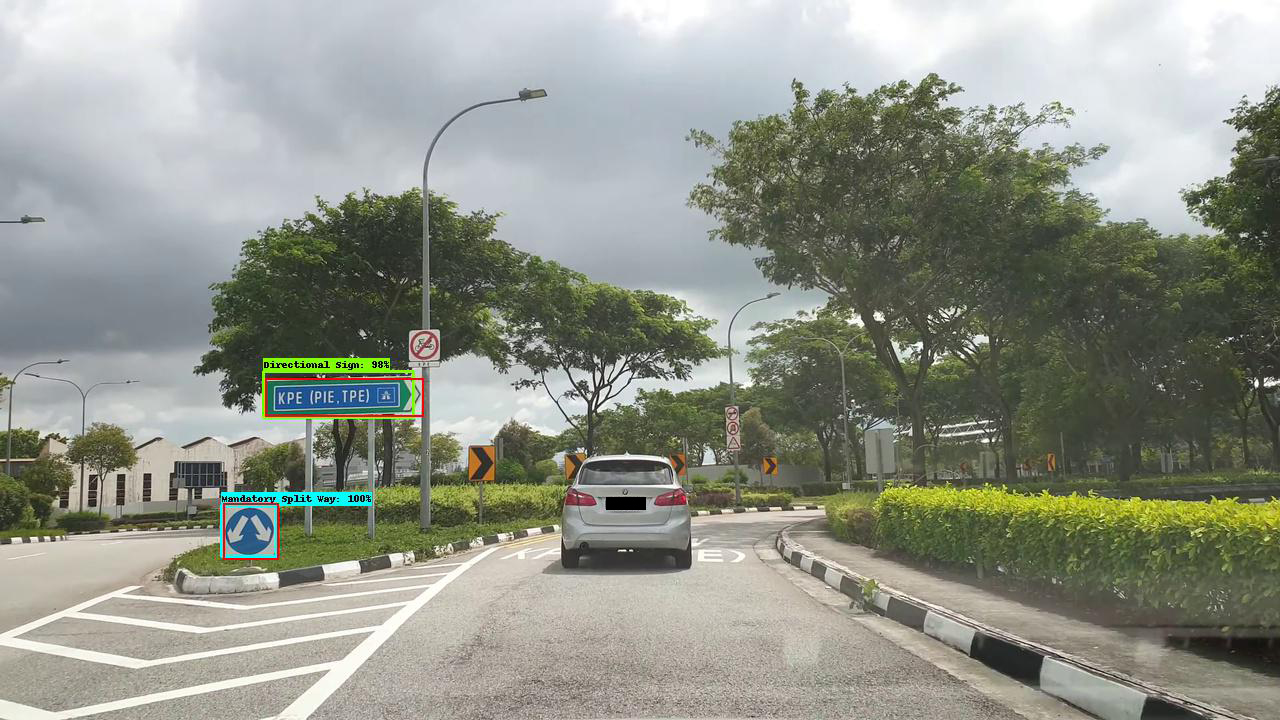 Directional Sign: 98%
KPE (PIE,TPE)
Mandatory Split Way: 100%